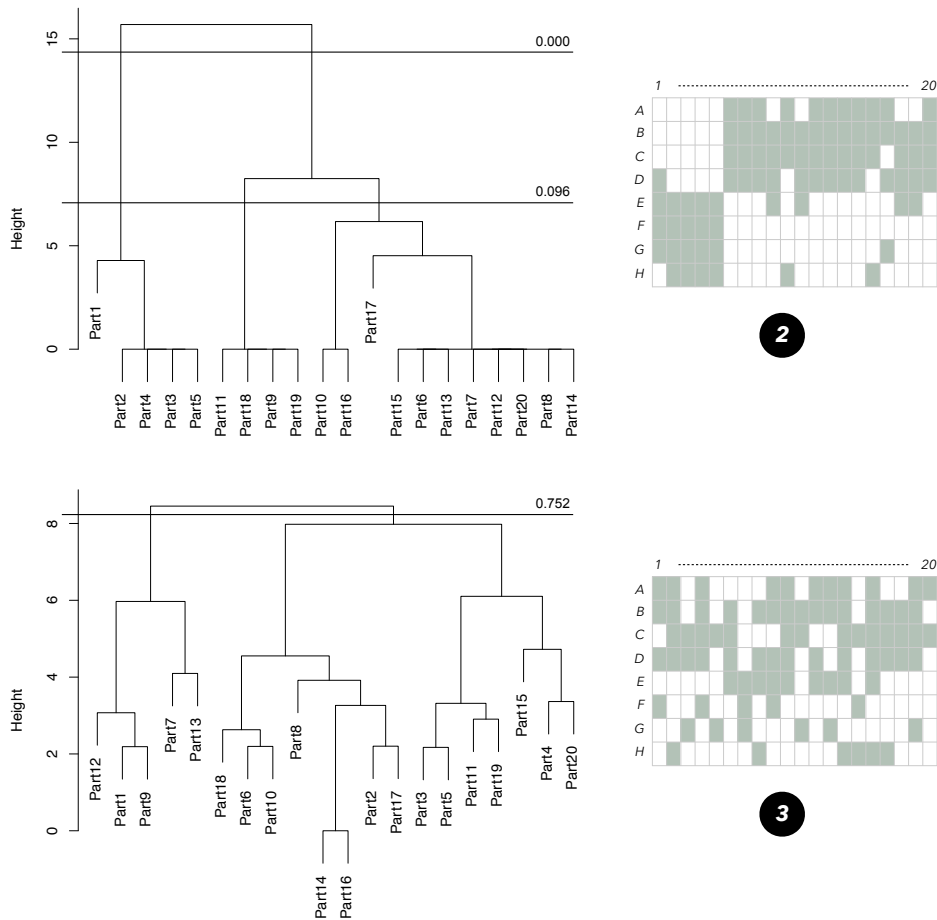 Height
15
10
5
0
0.000
0.096
Part1
Part2
Part4
Part3
Part5
Part11
Part18
Part9
Part19
Part10
Part16
Part17
Part15
Part6
Part13
Part7
Part12
Part20
Part8
Part14
1 20
A
B
C
D
E
F
G
H
2
Height
8
6
4
2
0
0.752
Part12
Part1
Part9
Part7
Part13
Part18
Part6
Part10
Part8
Part14
Part16
Part2
Part17
Part3
Part5
Part11
Part19
Part15
Part4
Part20
1 20
A
B
C
D
E
F
G
H
3